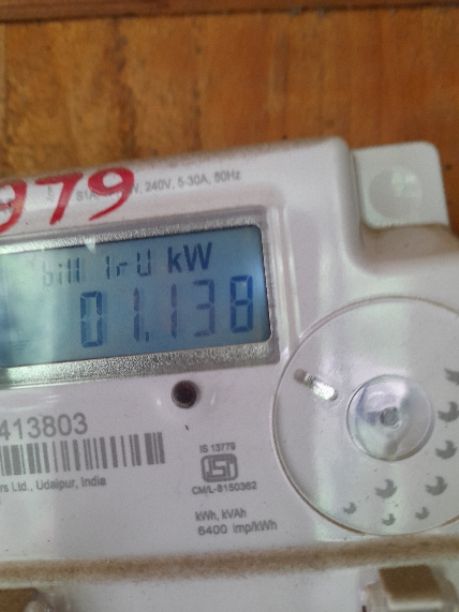 979
240V, 5-30A, 50Hz
bill 1rU kW
01.138
413803
rs Ltd., Udaipur, India
IS 13779
ISI
CM/L-8150362
kWh, kVAh
6400 imp/kWh